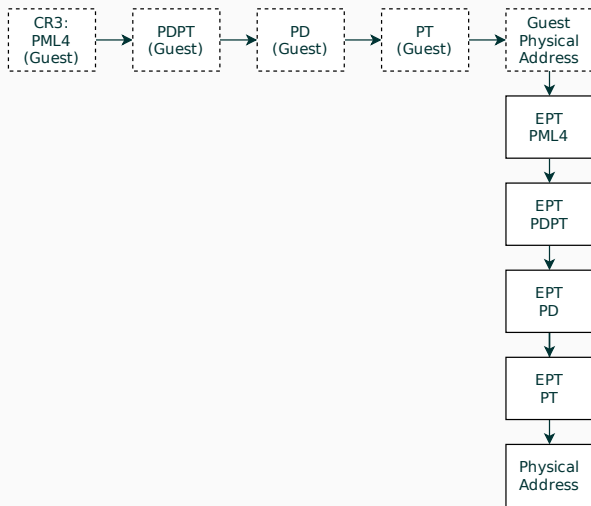 CR3:
PML4
(Guest)
PDPT
(Guest)
PD
(Guest)
PT
(Guest)
Guest
Physical
Address
EPT
PML4
EPT
PDPT
EPT
PD
EPT
PT
Physical
Address